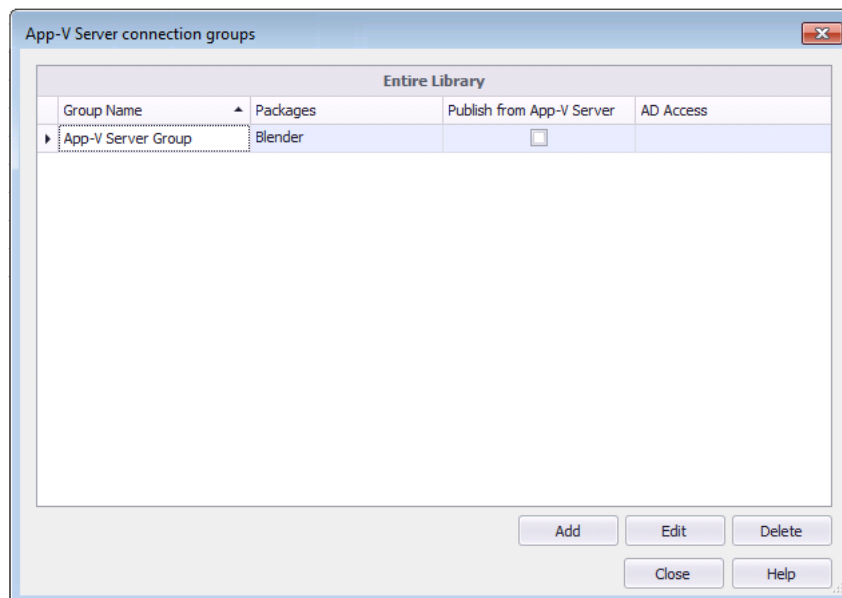 App-V Server connection groups
Entire Library
Group Name Packages Publish from App-V Server AD Access
App-V Server Group Blender
Add Edit Delete
Close Help